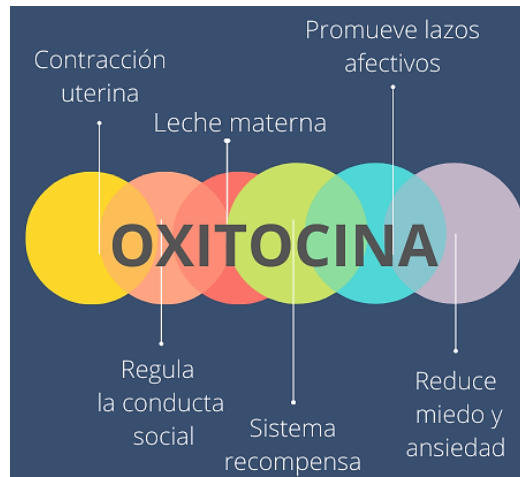 Promueve lazos
afectivos
Contracción
uterina
Leche materna
OXITOCINA
Regula
la conducta
social
Sistema
recompensa
Reduce
miedo y
ansiedad